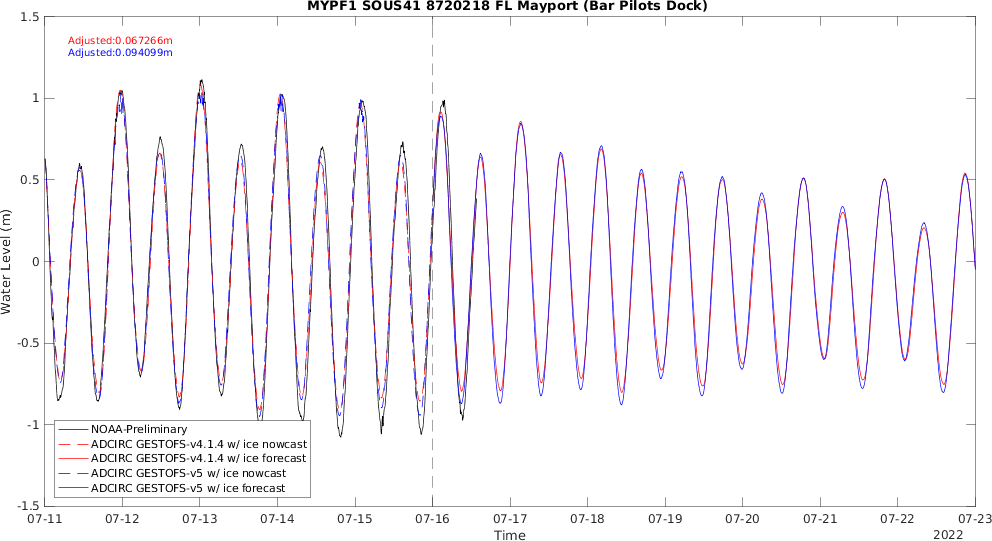 MYPF1 SOUS41 8720218 FL Mayport (Bar Pilots Dock)
Adjusted:0.067266m
Adjusted:0.094099m
1.5
1
0.5
0
-0.5
-1
-1.5
Water Level (m)
NOAA-Preliminary
ADCIRC GESTOFS-v4.1.4 w/ ice nowcast
ADCIRC GESTOFS-v4.1.4 w/ ice forecast
ADCIRC GESTOFS-v5 w/ ice nowcast
ADCIRC GESTOFS-v5 w/ ice forecast
07-11 07-12 07-13 07-14 07-15 07-16 07-17 07-18 07-19 07-20 07-21 07-22 07-23
Time
2022